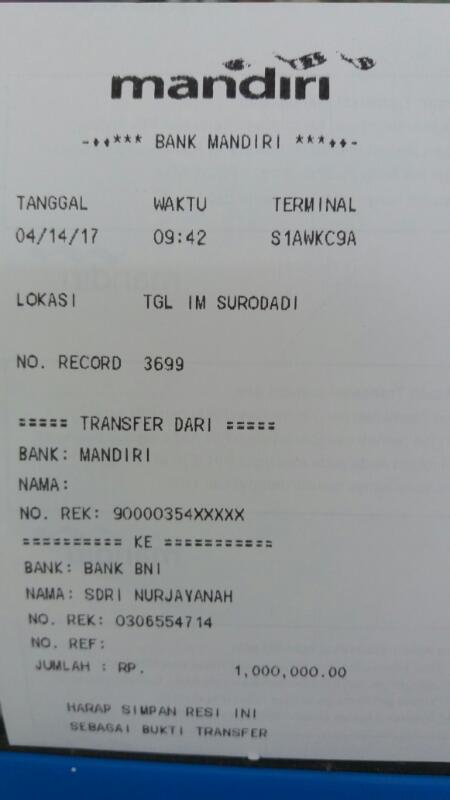 mandiri
-++*** BANK MANDIRI ***++-
TANGGAL WAKTU TERMINAL
04/14/17 09:42 S1AWKC9A
LOKASI TGL IM SURODADI
NO. RECORD 3699
===== TRANSFER DARI =====
BANK: MANDIRI
NAMA:
NO. REK: 90000354XXXXX
========== KE ===========
BANK: BANK BNI
NAMA: SDRI NURJAYANAH
NO. REK: 0306554714
NO. REF:
JUMLAH : RP. 1,000,000.00
HARAP SIMPAN RESI INI
SEBAGAI BUKTI TRANSFER